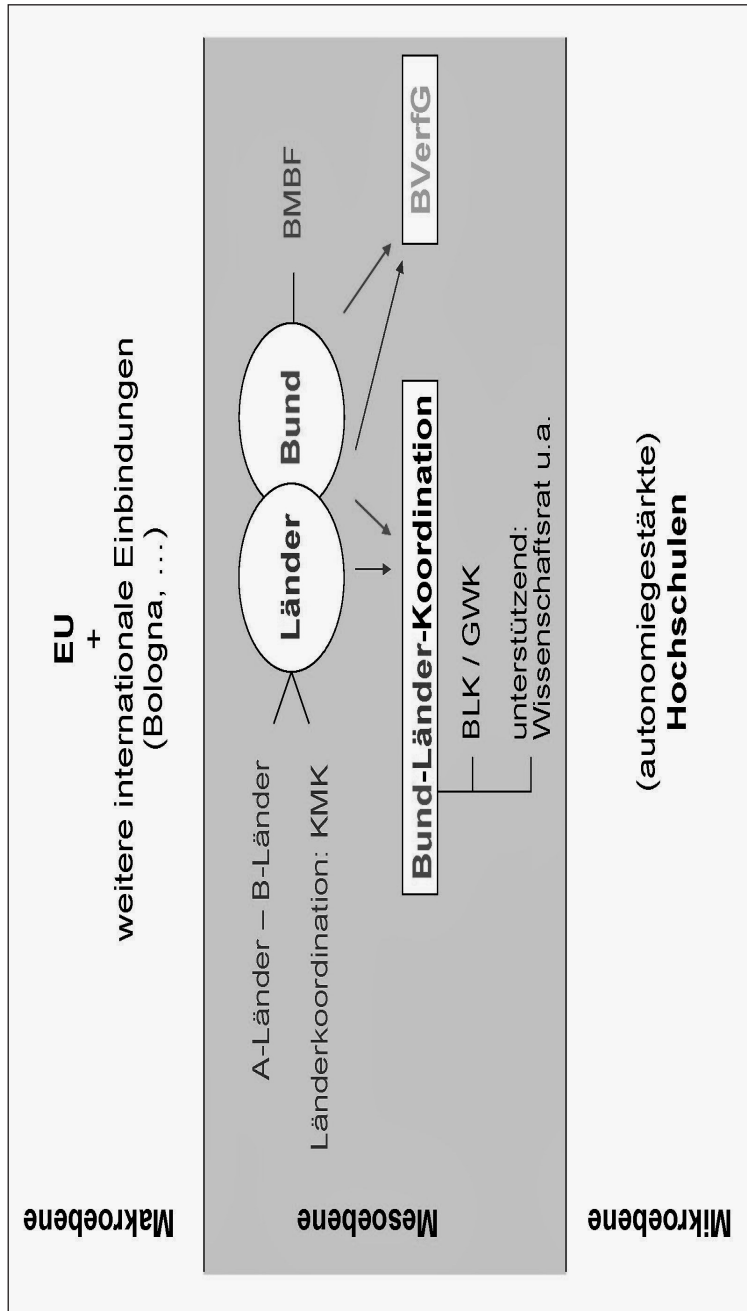 Makroebene
EU
+
weitere internationale Einbindungen
(Bologna, …)
Mesoebene
A-Länder – B-Länder
Länderkoordination: KMK
Länder
Bund
BMBF
Bund-Länder-Koordination
BVerfG
BLK / GWK
unterstützend:
Wissenschaftsrat u.a.
Mikroebene
(autonomiegestärkte)
Hochschulen